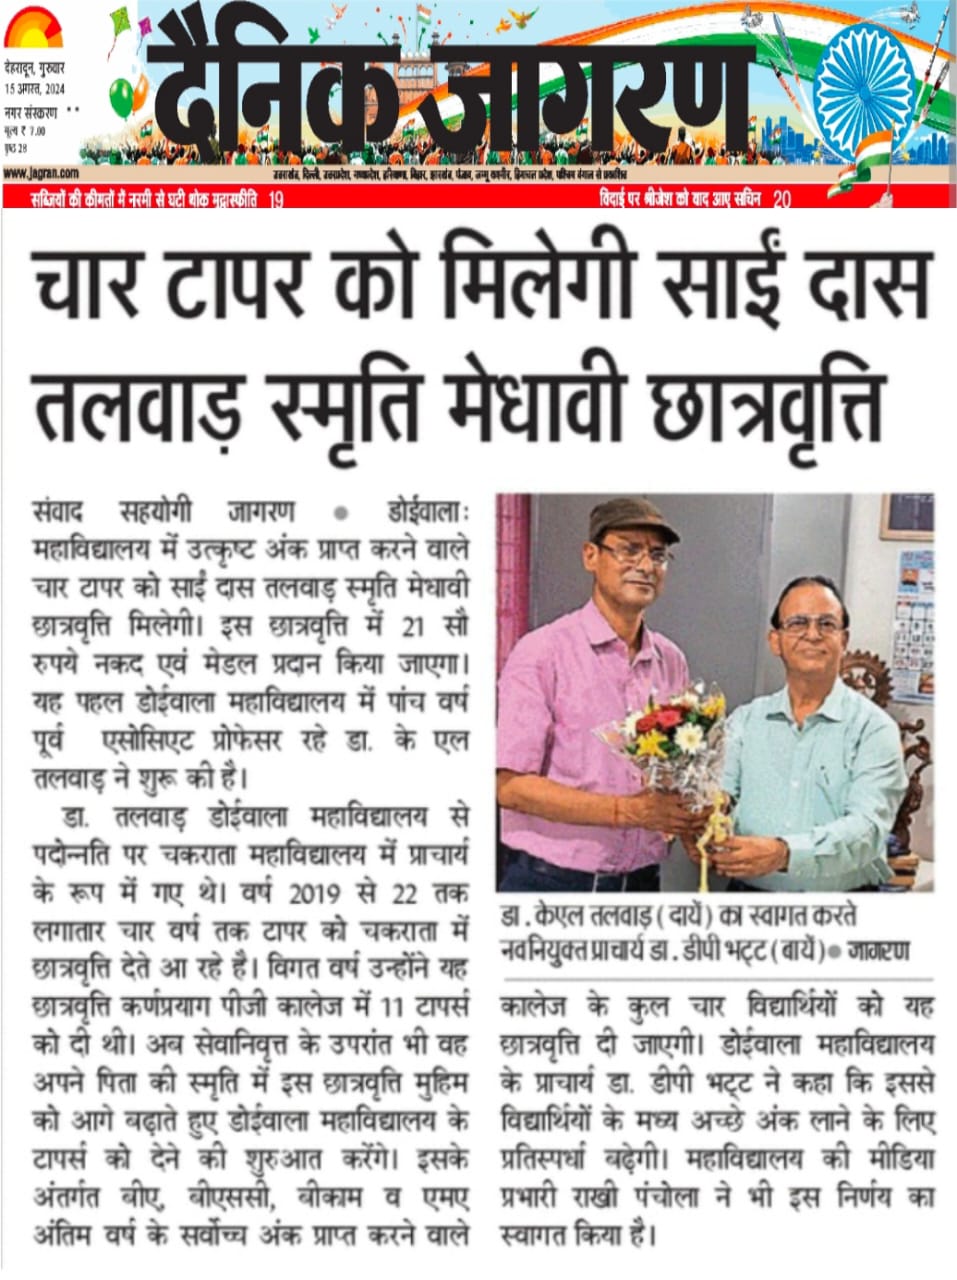 दैनिक जागरण
देहरादून, गुरुवार
15 अगस्त, 2024
नगर संस्करण **
मूल्य ₹ 7.00
पृष्ठ 28
www.jagran.com
उत्तराखंड, दिल्ली, उत्तरप्रदेश, मध्यप्रदेश, हरियाणा, बिहार, झारखंड, पंजाब, जम्मू कश्मीर, हिमाचल प्रदेश, पश्चिम बंगाल से प्रकाशित
सब्जियों की कीमतों में नरमी से घटी थोक मुद्रास्फीति 19
विदाई पर श्रीजेश को याद आए सचिन 20
चार टापर को मिलेगी साईं दास
तलवाड़ स्मृति मेधावी छात्रवृत्ति
संवाद सहयोगी जागरण ● डोईवाला:
महाविद्यालय में उत्कृष्ट अंक प्राप्त करने वाले
चार टापर को साईं दास तलवाड़ स्मृति मेधावी
छात्रवृत्ति मिलेगी। इस छात्रवृत्ति में 21 सौ
रुपये नकद एवं मेडल प्रदान किया जाएगा।
यह पहल डोईवाला महाविद्यालय में पांच वर्ष
पूर्व एसोसिएट प्रोफेसर रहे डा. के एल
तलवाड़ ने शुरू की है।
डा. तलवाड़ डोईवाला महाविद्यालय से
पदोन्नति पर चकराता महाविद्यालय में प्राचार्य
के रूप में गए थे। वर्ष 2019 से 22 तक
लगातार चार वर्ष तक टापर को चकराता में
छात्रवृत्ति देते आ रहे है। विगत वर्ष उन्होंने यह
छात्रवृत्ति कर्णप्रयाग पीजी कालेज में 11 टापर्स
को दी थी। अब सेवानिवृत्त के उपरांत भी वह
अपने पिता की स्मृति में इस छात्रवृत्ति मुहिम
को आगे बढ़ाते हुए डोईवाला महाविद्यालय के
टापर्स को देने की शुरुआत करेंगे। इसके
अंतर्गत बीए, बीएससी, बीकाम व एमए
अंतिम वर्ष के सर्वोच्च अंक प्राप्त करने वाले
डा. केएल तलवाड़ (दायें) का स्वागत करते
नवनियुक्त प्राचार्य डा. डीपी भट्ट (बायें)● जागरण
कालेज के कुल चार विद्यार्थियों को यह
छात्रवृत्ति दी जाएगी। डोईवाला महाविद्यालय
के प्राचार्य डा. डीपी भट्ट ने कहा कि इससे
विद्यार्थियों के मध्य अच्छे अंक लाने के लिए
प्रतिस्पर्धा बढ़ेगी। महाविद्यालय की मीडिया
प्रभारी राखी पंचोला ने भी इस निर्णय का
स्वागत किया है।